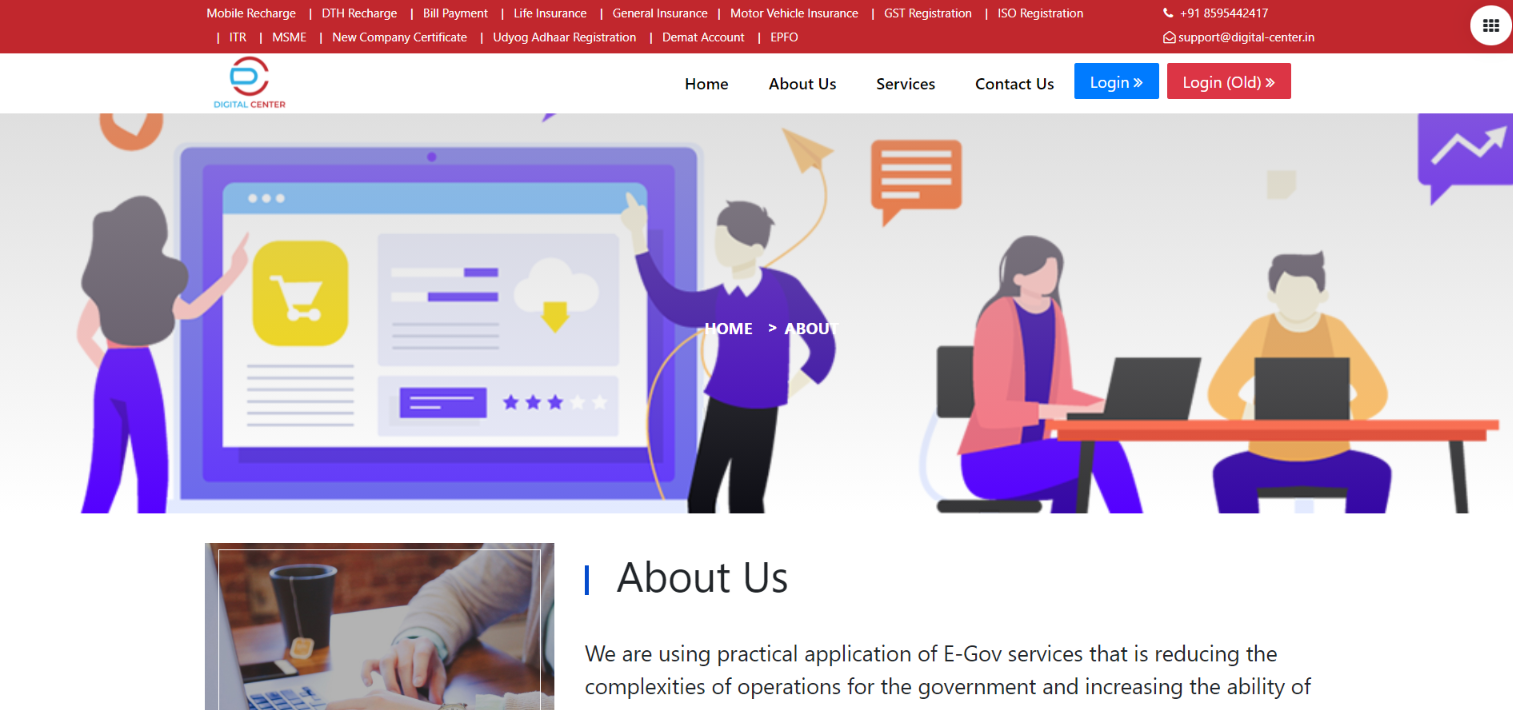 Mobile Recharge | DTH Recharge | Bill Payment | Life Insurance | General Insurance | Motor Vehicle Insurance | GST Registration | ISO Registration
| ITR | MSME | New Company Certificate | Udyog Adhaar Registration | Demat Account | EPFO
+91 8595442417
support@digital-center.in
DIGITAL CENTER
Home About Us Services Contact Us Login » Login (Old) »
HOME > ABOUT
About Us
We are using practical application of E-Gov services that is reducing the
complexities of operations for the government and increasing the ability of